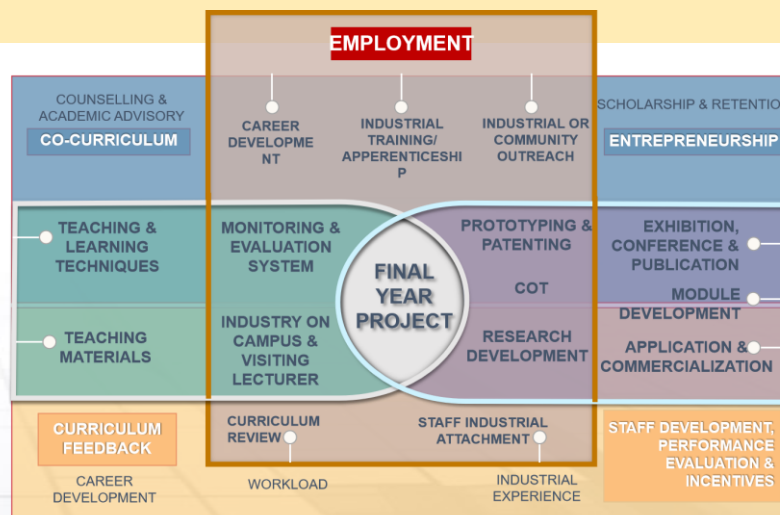 EMPLOYMENT
COUNSELLING &
ACADEMIC ADVISORY
CO-CURRICULUM
CAREER
DEVELOPME
NT
INDUSTRIAL
TRAINING/
APPERENTICESHI
P
INDUSTRIAL OR
COMMUNITY
OUTREACH
SCHOLARSHIP & RETENTIO
ENTREPRENEURSHIP
TEACHING &
LEARNING
TECHNIQUES
MONITORING &
EVALUATION
SYSTEM
FINAL
YEAR
PROJECT
PROTOTYPING &
PATENTING
COT
EXHIBITION,
CONFERENCE &
PUBLICATION
MODULE
DEVELOPMENT
TEACHING
MATERIALS
INDUSTRY ON
CAMPUS &
VISITING
LECTURER
RESEARCH
DEVELOPMENT
APPLICATION &
COMMERCIALIZATION
CURRICULUM
FEEDBACK
CURRICULUM
REVIEW
STAFF INDUSTRIAL
ATTACHMENT
STAFF DEVELOPMENT,
PERFORMANCE
EVALUATION &
INCENTIVES
CAREER
DEVELOPMENT
WORKLOAD
INDUSTRIAL
EXPERIENCE